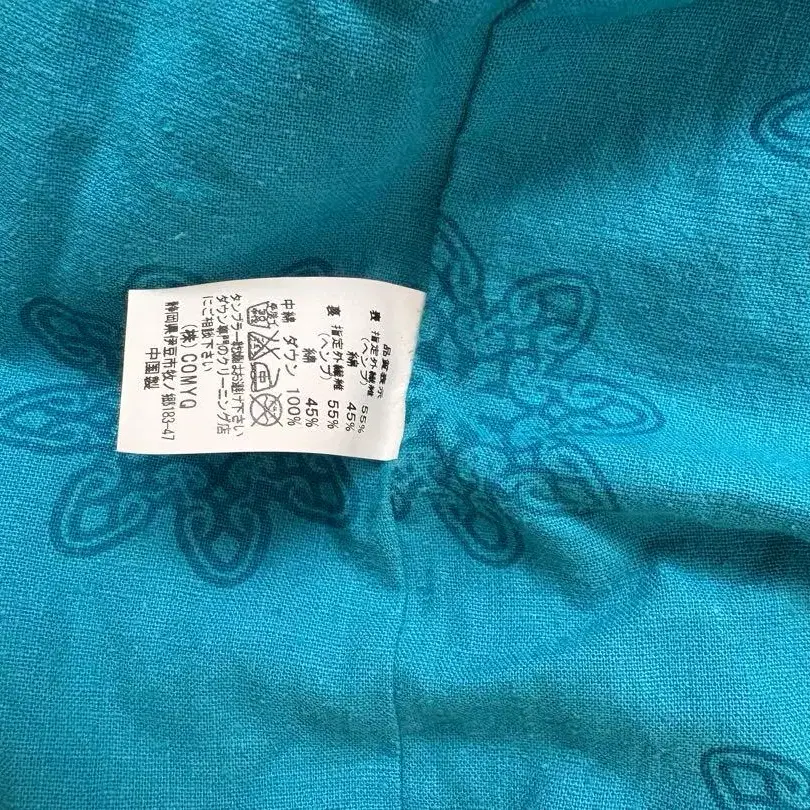 品質表示
表 指定外繊維 55%
(ヘンプ)
綿 45%
裏 指定外繊維 55%
(ヘンプ)
綿 45%
中綿 ダウン 100%
タンブラー乾燥はお避け下さい
ダウン専門のクリーニング店
にご相談下さい
(株) GOMYO
静岡県伊豆市牧ノ郷183-47
中国製